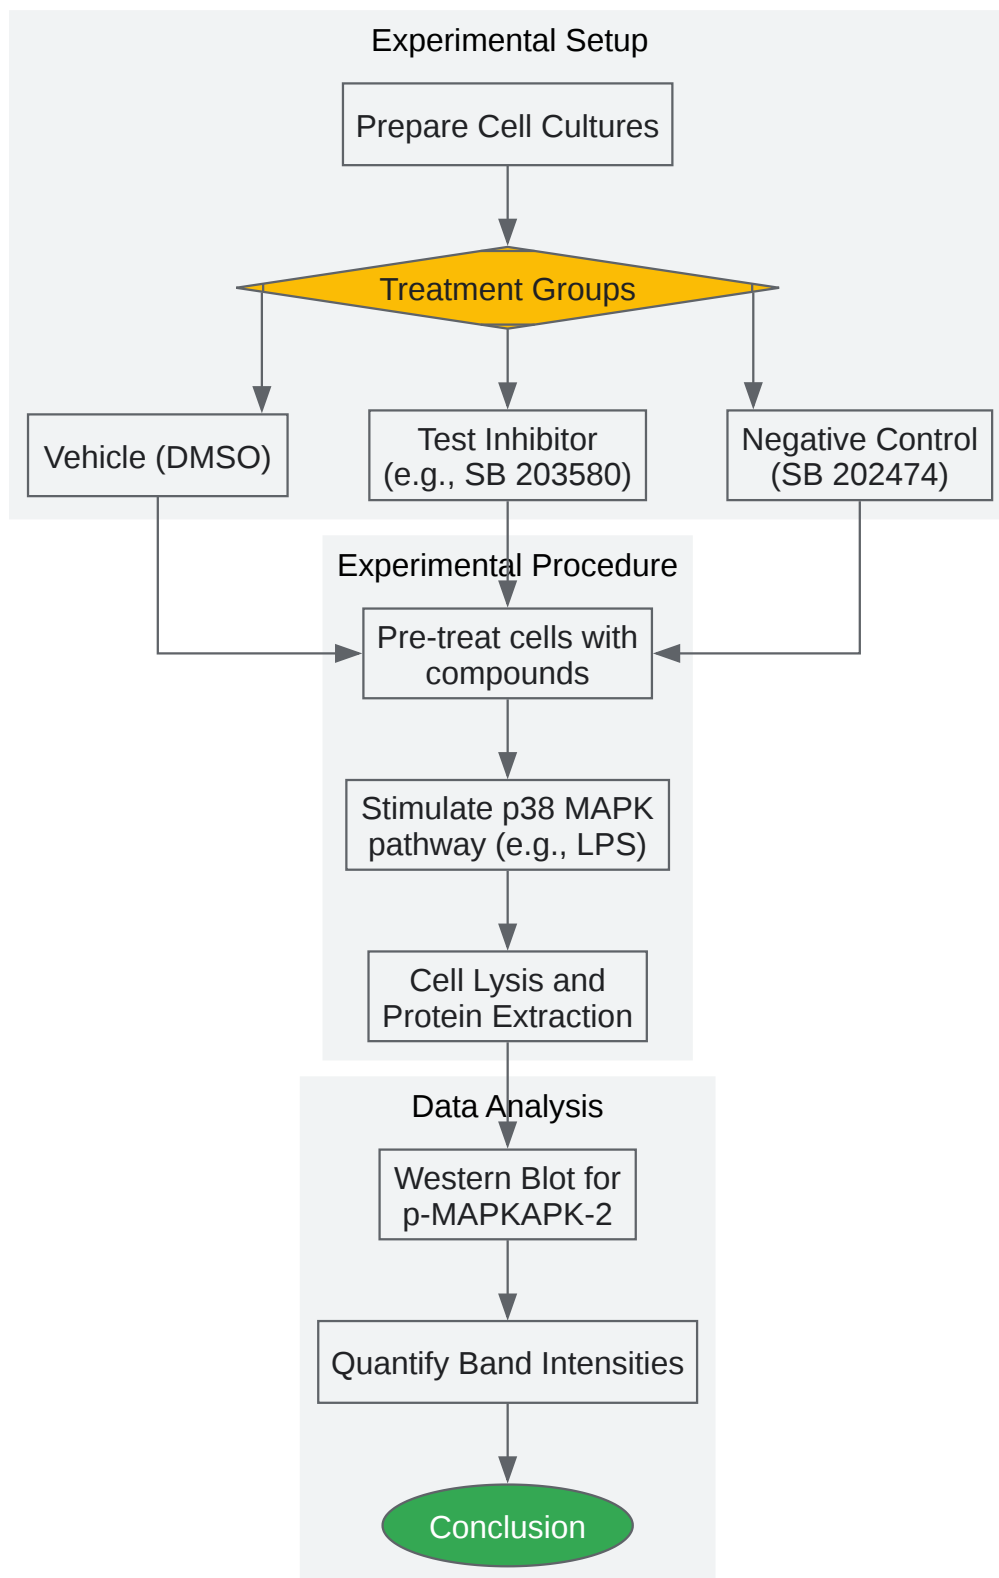 Experimental Setup
Prepare Cell Cultures
Treatment Groups
Vehicle (DMSO)
Test Inhibitor
(e.g., SB 203580)
Negative Control
(SB 202474)
Experimental Procedure
Pre-treat cells with
compounds
Stimulate p38 MAPK
pathway (e.g., LPS)
Cell Lysis and
Protein Extraction
Data Analysis
Western Blot for
p-MAPKAPK-2
Quantify Band Intensities
Conclusion